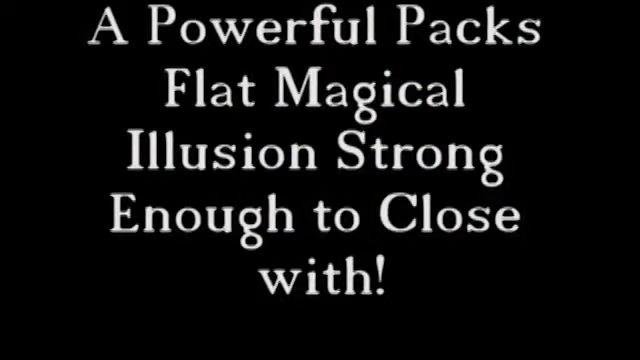 A Powerful Packs
Flat Magical
Illusion Strong
Enough to Close
with!